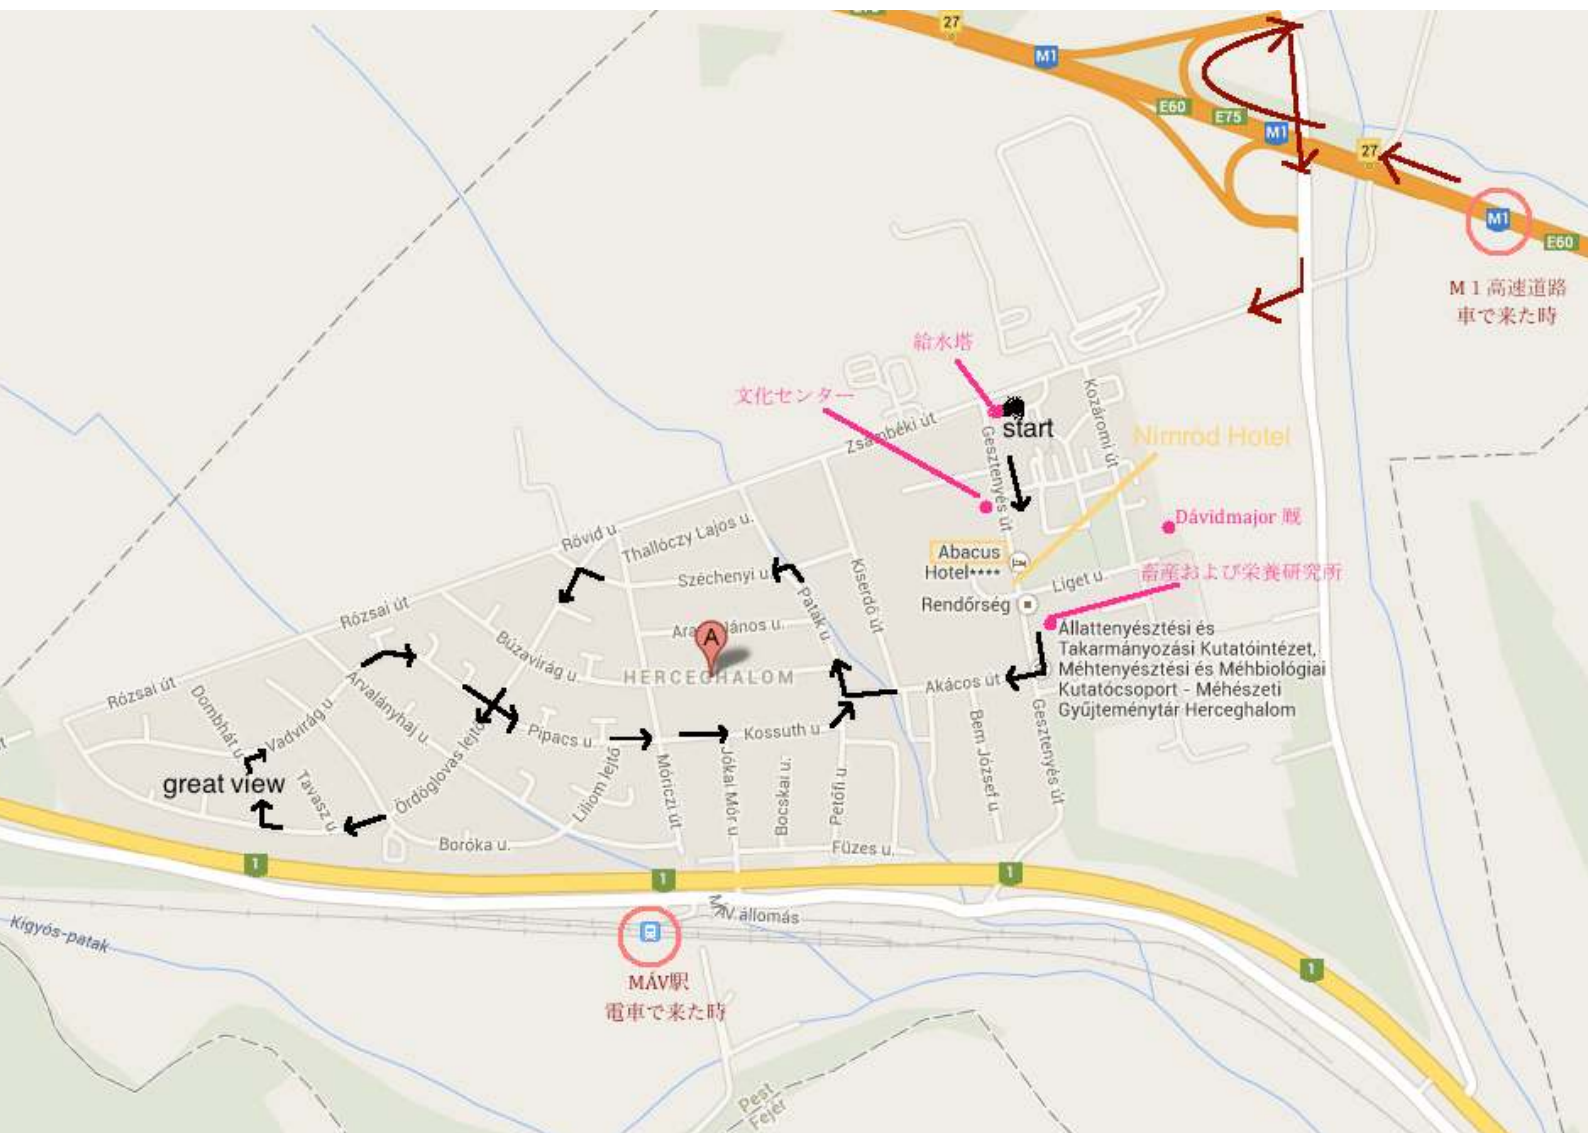 27
M1
E60
E75
M1
27
M1
E60
M１高速道路
車で来た時
給水塔
文化センター
start
Zsámbéki út
Gesztenyés út
Kozáromi út
Nimród Hotel
Dávidmajor 厩
Abacus
Hotel****
Liget u.
畜産および栄養研究所
Rendőrség
Állattenyésztési és
Takarmányozási Kutatóintézet,
Méhtenyésztési és Méhbiológiai
Kutatócsoport - Méhészeti
Gyűjteménytár Herceghalom
Rövid u.
Thallóczy Lajos u.
Széchenyi u.
Kiserdő út
Patak u.
Rózsai út
A
HERCEGHALOM
Búzavirág u.
Akácos út
Rózsai út
Dombhát u.
Vadvirág u.
Árvalányhaj u.
Pipacs u.
Kossuth u.
Bem József u.
Gesztenyés út
great view
Tavasz u.
Ördöglovas lejtő
Liliom lejtő
Móriczi út
Jókai Mór u.
Bocskai u.
Petőfi u.
Boróka u.
Füzes u.
1
1
1
MÁV állomás
Kígyós-patak
MÁV駅
電車で来た時
1
Pest
Fejér